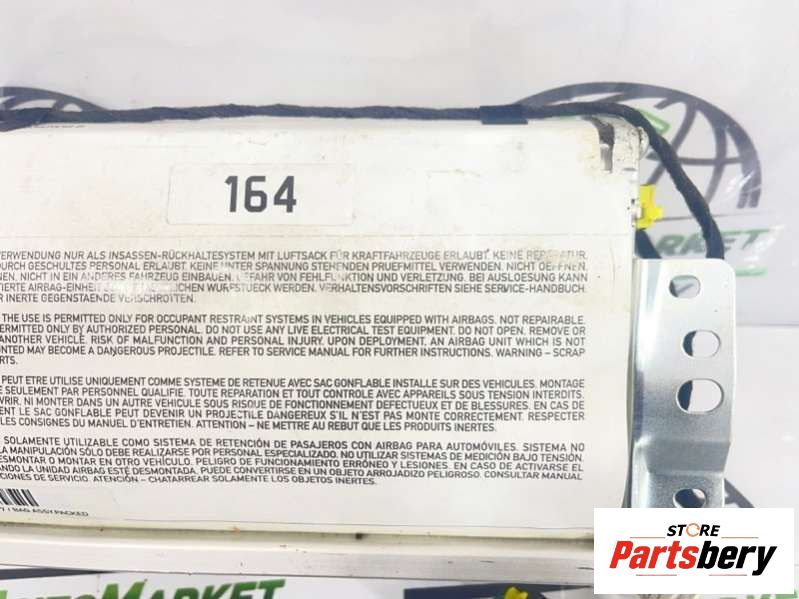 164
VERWENDUNG NUR ALS INSASSEN-RÜCKHALTESYSTEM MIT LUFTSACK FÜR KRAFTFAHRZEUGE ERLAUBT. KEINE REPERATUR.
DURCH GESCHULTES PERSONAL ERLAUBT. KEINE UNTER SPANNUNG STEHENDEN PRUEFMITTEL VERWENDEN. NICHT OEFFNEN,
NEN. NICHT IN EIN ANDERES FAHRZEUG EINBAUEN. GEFAHR VON FEHLFUNKTION UND VERLETZUNG. BEI AUSLOESUNG KANN
TIERTE AIRBAG-EINHEIT WURFSTUECK WERDEN. VERHALTENSVORSCHRIFTEN SIEHE SERVICE-HANDBUCH.
INERTE GEGENSTAENDE VERSCHROTTEN.
THE USE IS PERMITTED ONLY FOR OCCUPANT RESTRAINT SYSTEMS IN VEHICLES EQUIPPED WITH AIRBAGS. NOT REPAIRABLE.
PERMITTED ONLY BY AUTHORIZED PERSONAL. DO NOT USE ANY LIVE ELECTRICAL TEST EQUIPMENT. DO NOT OPEN, REMOVE OR
ANOTHER VEHICLE. RISK OF MALFUNCTION AND PERSONAL INJURY. UPON DEPLOYMENT, AN AIRBAG UNIT WHICH IS NOT
NTED MAY BECOME A DANGEROUS PROJECTILE. REFER TO SERVICE MANUAL FOR FURTHER INSTRUCTIONS. WARNING – SCRAP
RTS.
PEUT ETRE UTILISE UNIQUEMENT COMME SYSTEME DE RETENUE AVEC SAC GONFLABLE INSTALLE SUR DES VEHICULES. MONTAGE
SEULEMENT PAR PERSONNEL QUALIFIE. TOUTE REPARATION ET TOUT CONTROLE AVEC APPAREILS SOUS TENSION INTERDITS.
VRIR, NI MONTER DANS UN AUTRE VEHICULE SOUS RISQUE DE FONCTIONNEMENT DEFECTUEUX ET DE BLESSURES. EN CAS DE
LE SAC GONFLABLE PEUT DEVENIR UN PROJECTILE DANGEREUX S'IL N'EST PAS MONTE CORRECTEMENT. RESPECTER
LES CONSIGNES DU MANUEL D'ENTRETIEN. ATTENTION – NE METTRE AU REBUT QUE LES PRODUITS INERTES.
SOLAMENTE UTILIZABLE COMO SISTEMA DE RETENCIÓN DE PASAJEROS CON AIRBAG PARA AUTOMÓVILES. SISTEMA NO
LA MANIPULACIÓN SÓLO DEBE REALIZARSE POR PERSONAL ESPECIALIZADO. NO UTILIZAR SISTEMAS DE MEDICIÓN BAJO TENSIÓN.
DESMONTAR O MONTAR EN OTRO VEHÍCULO. PELIGRO DE FUNCIONAMIENTO ERRÓNEO Y LESIONES. EN CASO DE ACTIVARSE EL
ANDO LA UNIDAD AIRBAG ESTÉ DESMONTADA, PUEDE CONVERTIRSE EN UN OBJETO ARROJADIZO PELIGROSO. CONSULTAR MANUAL
CIONES DE SERVICIO. ATENCIÓN – CHATARREAR SOLAMENTE LOS OBJETOS INERTES.
BAG ASSY.PACKED
MARKET
STORE
Partsbery